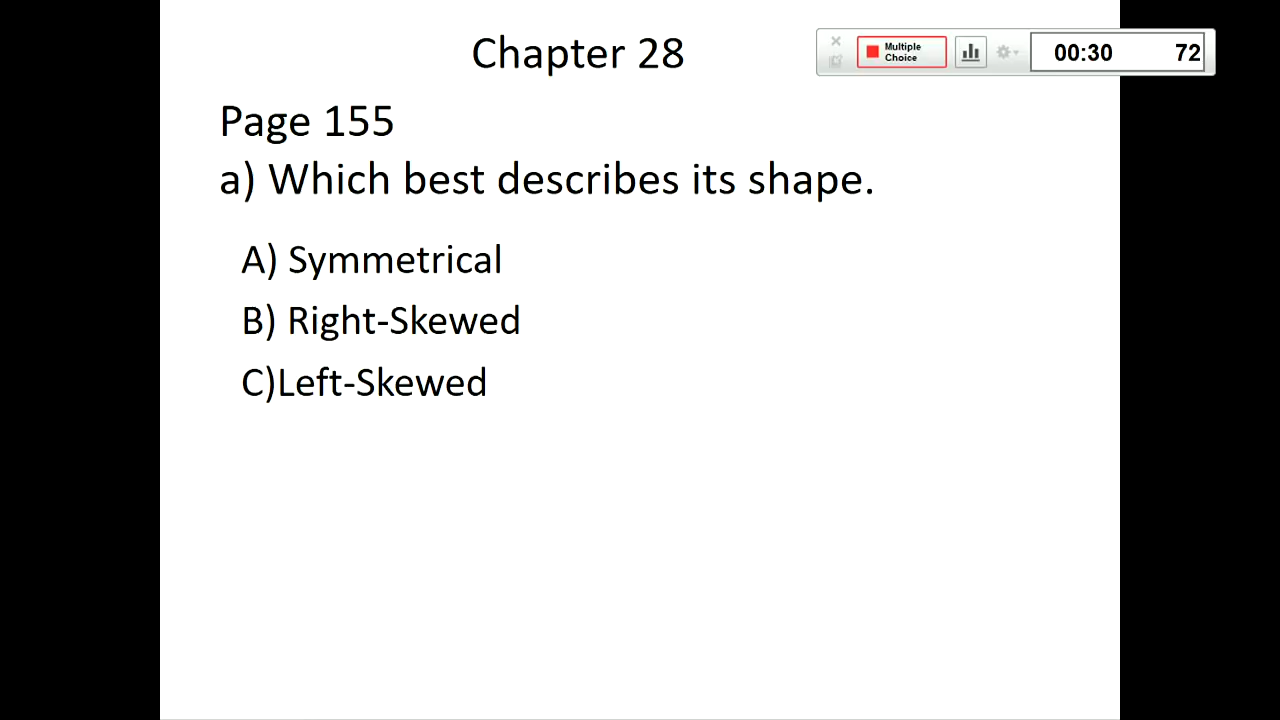 Chapter 28
Multiple
Choice
00:30 72
Page 155
a) Which best describes its shape.
A) Symmetrical
B) Right-Skewed
C)Left-Skewed